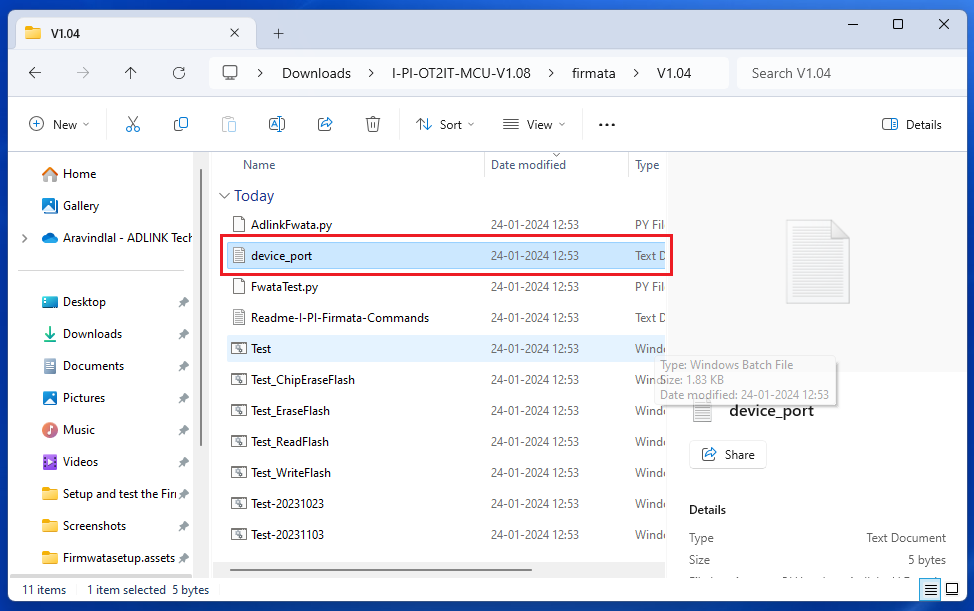 V1.04
Downloads > I-PI-OT2IT-MCU-V1.08 > firmata > V1.04
Search V1.04
New
Sort
View
Details
Home
Gallery
Aravindlal - ADLINK Tech
Desktop
Downloads
Documents
Pictures
Music
Videos
Setup and test the Fir
Screenshots
Firmwatasetup.assets
Name Date modified Type
Today
AdlinkFwata.py 24-01-2024 12:53 PY Fil
device_port 24-01-2024 12:53 Text D
FwataTest.py 24-01-2024 12:53 PY Fil
Readme-I-PI-Firmata-Commands 24-01-2024 12:53 Text D
Test 24-01-2024 12:53 Windo
Test_ChipEraseFlash 24-01-2024 12:53 Wind
Test_EraseFlash 24-01-2024 12:53 Windo
Test_ReadFlash 24-01-2024 12:53 Windo
Test_WriteFlash 24-01-2024 12:53 Windo
Test-20231023 24-01-2024 12:53 Windo
Test-20231103 24-01-2024 12:53 Windo
Type: Windows Batch File
Size: 1.83 KB
Date modified: 24-01-2024 12:53
device_port
Share
Details
Type Text Document
Size 5 bytes
11 items 1 item selected 5 bytes